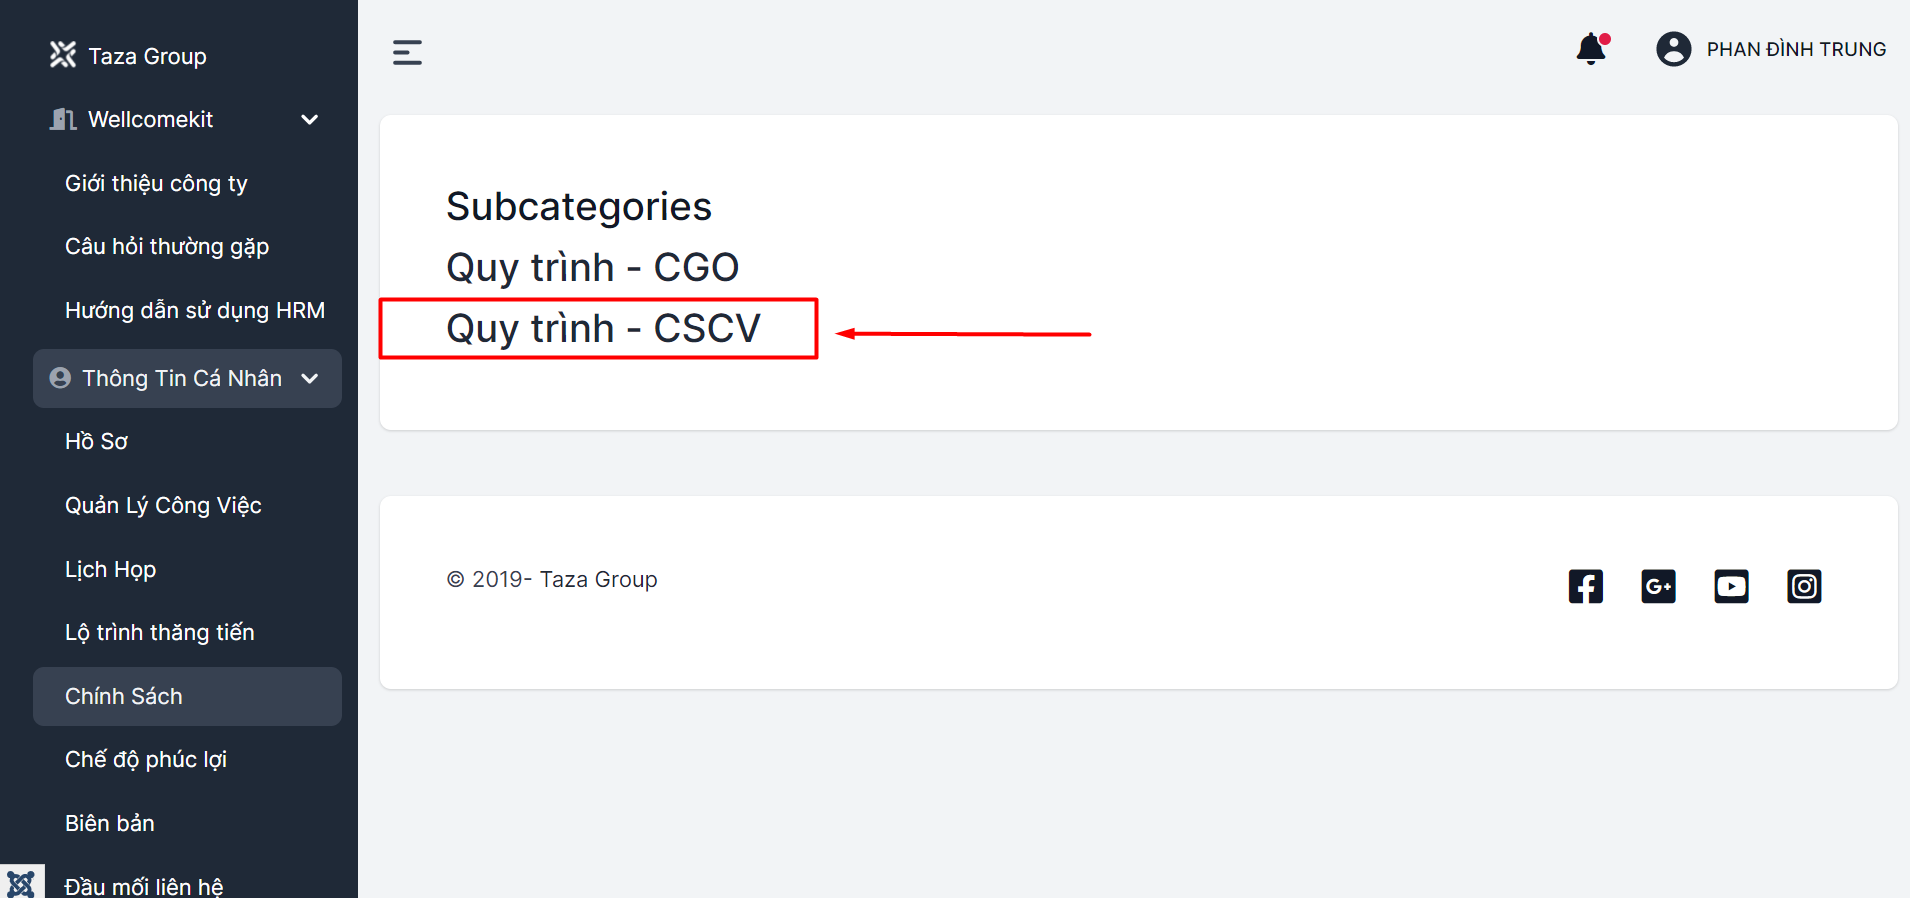 Taza Group
Wellcomekit
Giới thiệu công ty
Câu hỏi thường gặp
Hướng dẫn sử dụng HRM
Thông Tin Cá Nhân
Hồ Sơ
Quản Lý Công Việc
Lịch Họp
Lộ trình thăng tiến
Chính Sách
Chế độ phúc lợi
Biên bản
Đầu mối liên hệ
PHAN ĐÌNH TRUNG
Subcategories
Quy trình - CGO
Quy trình - CSCV
© 2019- Taza Group
G+